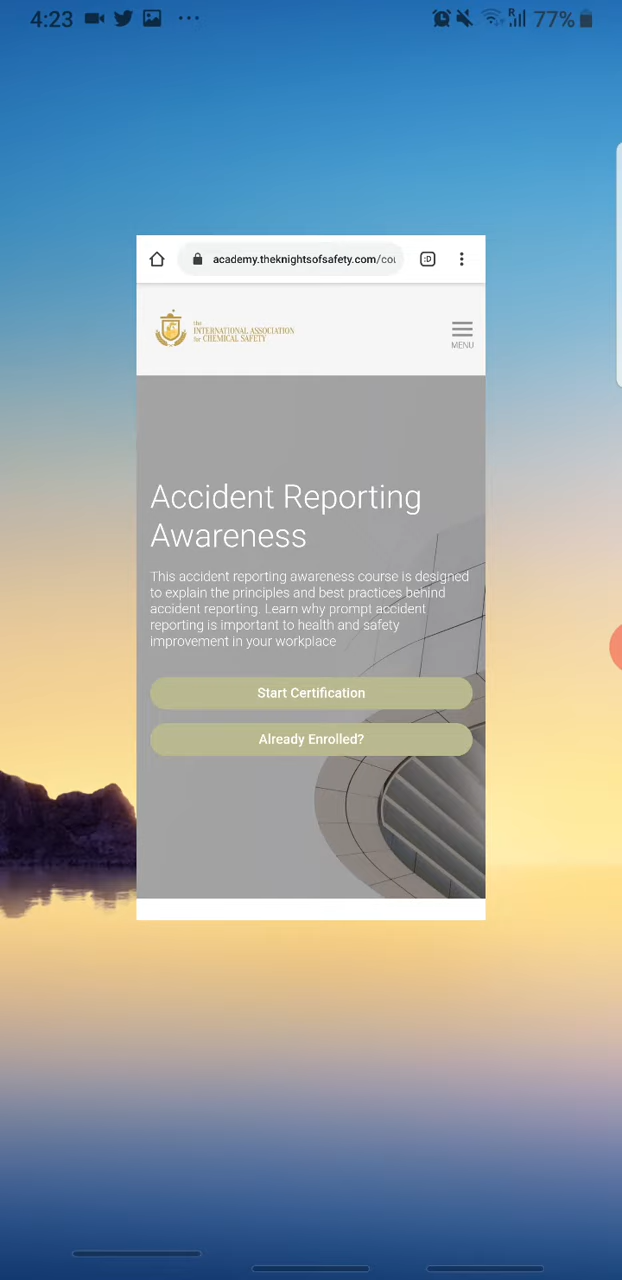 4:23
R
77%
academy.theknightsofsafety.com/cou
:D
the
INTERNATIONAL ASSOCIATION
for CHEMICAL SAFETY
MENU
Accident Reporting
Awareness
This accident reporting awareness course is designed
to explain the principles and best practices behind
accident reporting. Learn why prompt accident
reporting is important to health and safety
improvement in your workplace
Start Certification
Already Enrolled?